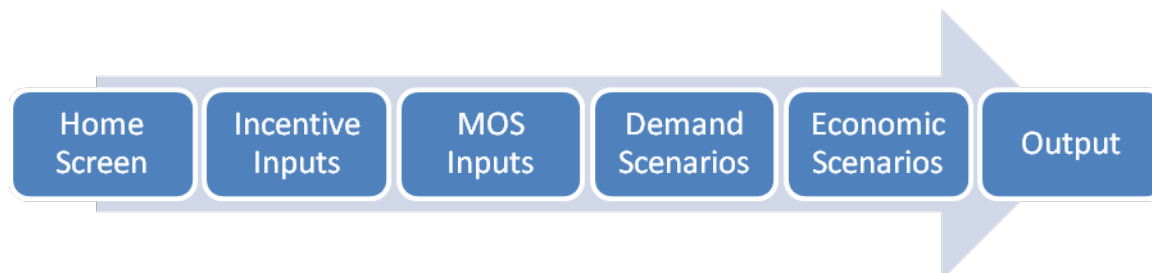 Home
Screen
Incentive
Inputs
MOS
Inputs
Demand
Scenarios
Economic
Scenarios
Output